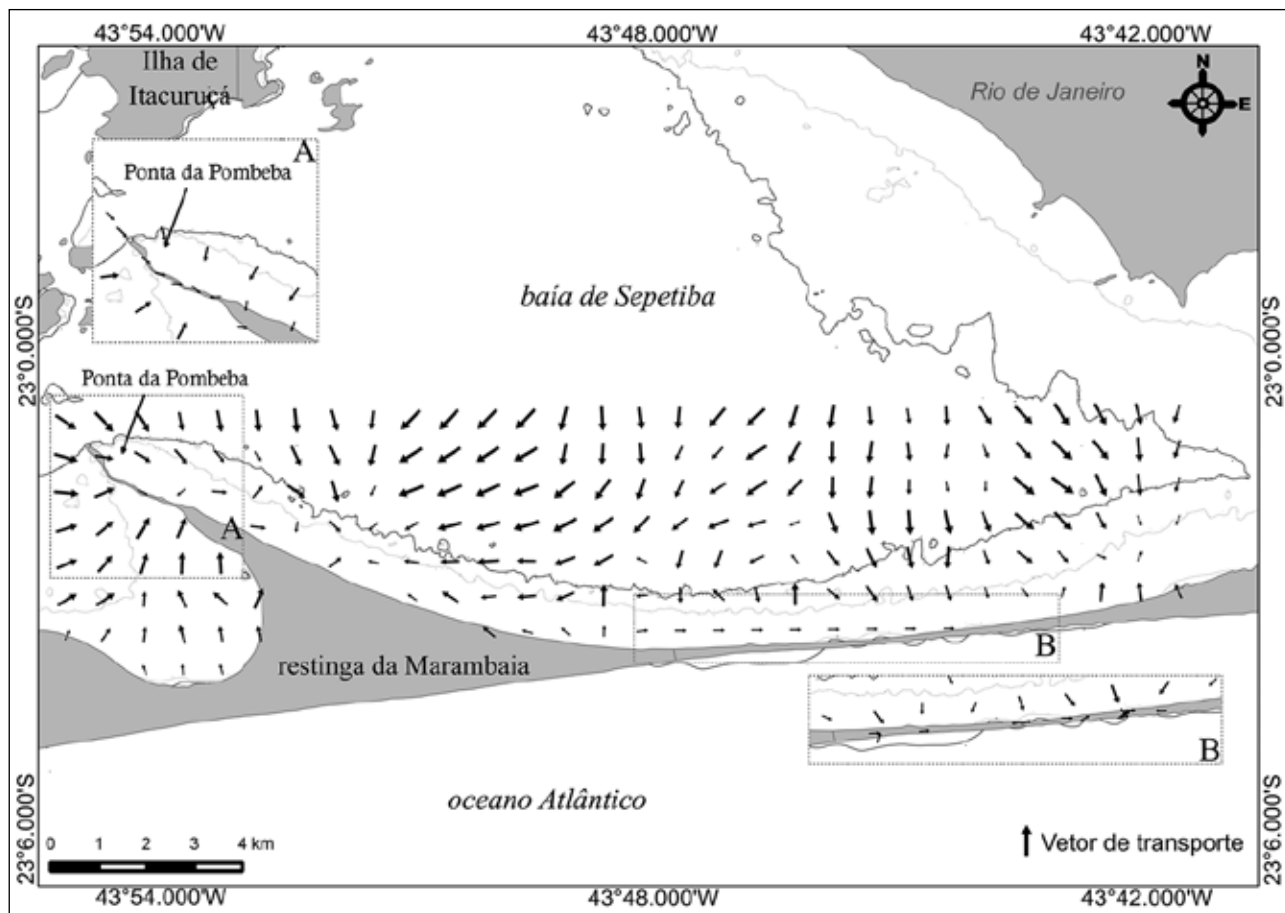 43°54.000'W 43°48.000'W 43°42.000'W
Ilha de
Itacuruçá
Rio de Janeiro
N
E
A
Ponta da Pombeba
baía de Sepetiba
23°0.000'S 23°0.000'S
Ponta da Pombeba
A
restinga da Marambaia
B
B
oceano Atlântico
23°6.000'S 23°6.000'S
0 1 2 3 4 km
Vetor de transporte
43°54.000'W 43°48.000'W 43°42.000'W